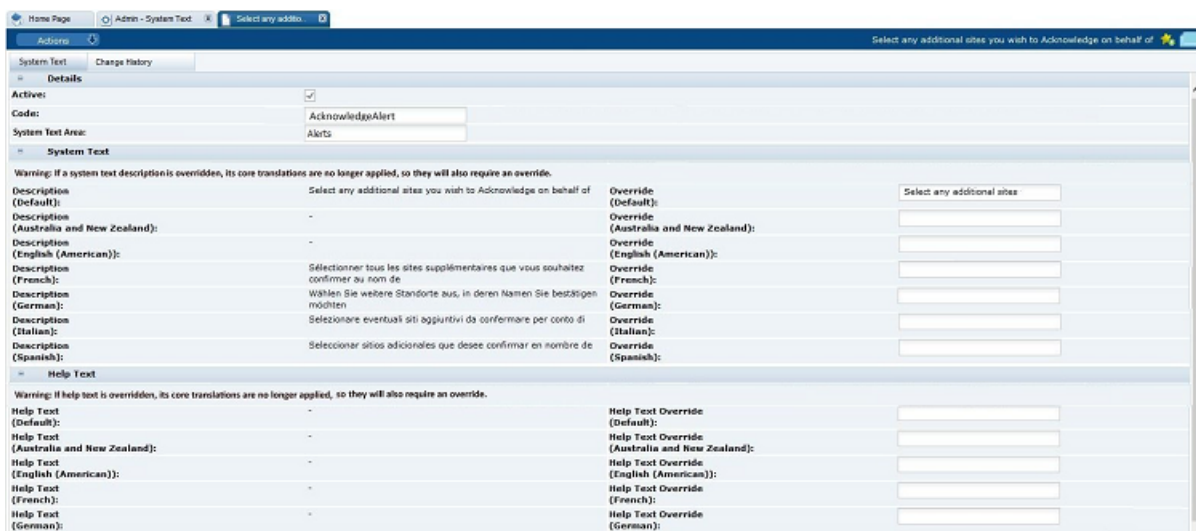 Home Page
Admin - System Text
Select any additio..
Actions
Select any additional sites you wish to Acknowledge on behalf of
System Text
Change History
Details
Active:
Code:
AcknowledgeAlert
System Text Area:
Alerts
System Text
Warning: If a system text description is overridden, its core translations are no longer applied, so they will also require an override.
Description
(Default):
Select any additional sites you wish to Acknowledge on behalf of
Override
(Default):
Select any additional sites
Description
(Australia and New Zealand):
-
Override
(Australia and New Zealand):
Description
(English (American)):
-
Override
(English (American)):
Description
(French):
Sélectionner tous les sites supplémentaires que vous souhaitez
confirmer au nom de
Override
(French):
Description
(German):
Wählen Sie weitere Standorte aus, in deren Namen Sie bestätigen
möchten
Override
(German):
Description
(Italian):
Selezionare eventuali siti aggiuntivi da confermare per conto di
Override
(Italian):
Description
(Spanish):
Seleccionar sitios adicionales que desee confirmar en nombre de
Override
(Spanish):
Help Text
Warning: If help text is overridden, its core translations are no longer applied, so they will also require an override.
Help Text
(Default):
-
Help Text Override
(Default):
Help Text
(Australia and New Zealand):
-
Help Text Override
(Australia and New Zealand):
Help Text
(English (American)):
-
Help Text Override
(English (American)):
Help Text
(French):
-
Help Text Override
(French):
Help Text
(German):
-
Help Text Override
(German):